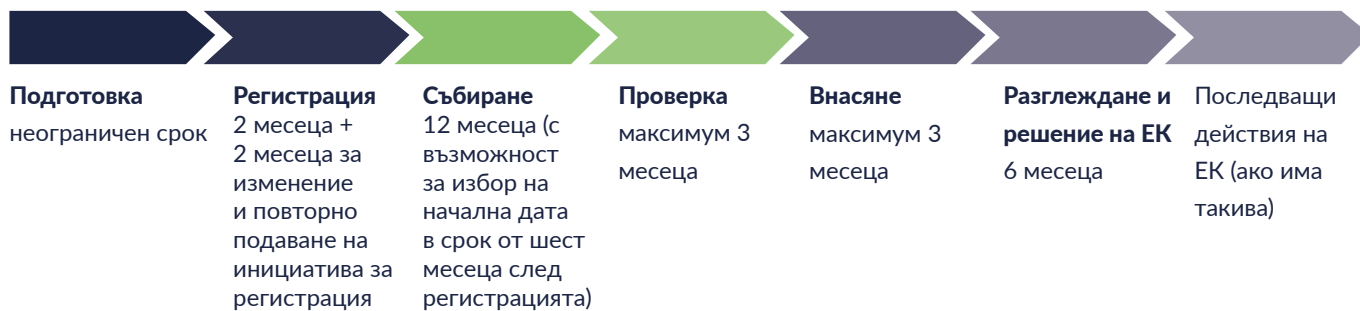 Подготовка
неограничен срок
Регистрация
2 месеца +
2 месеца за
изменение
и повторно
подаване на
инициатива за
регистрация
Събиране
12 месеца (с
възможност
за избор на
начална дата
в срок от шест
месеца след
регистрацията)
Проверка
максимум 3
месеца
Внасяне
максимум 3
месеца
Разглеждане и
решение на ЕК
6 месеца
Последващи
действия на
ЕК (ако има
такива)